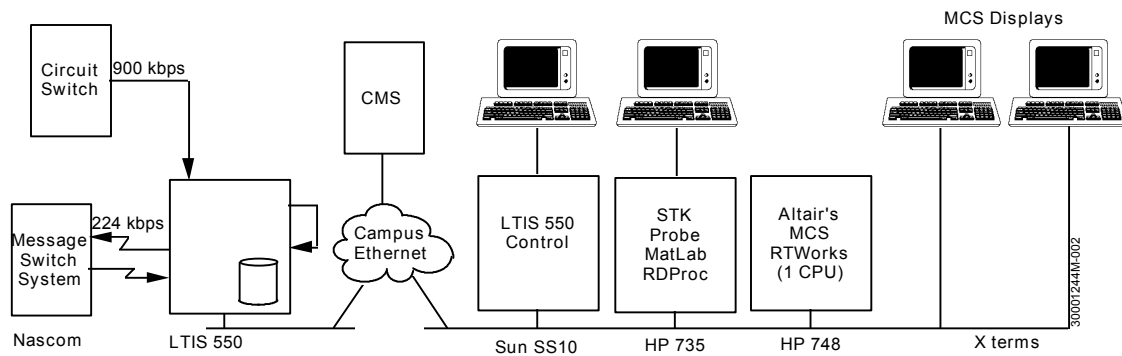 MCS Displays
Circuit
Switch
900 kbps
CMS
Message
Switch
System
224 kbps
Campus
Ethernet
LTIS 550
Control
STK
Probe
MatLab
RDProc
Altair's
MCS
RTWorks
(1 CPU)
30001244M-002
Nascom
LTIS 550
Sun SS10
HP 735
HP 748
X terms